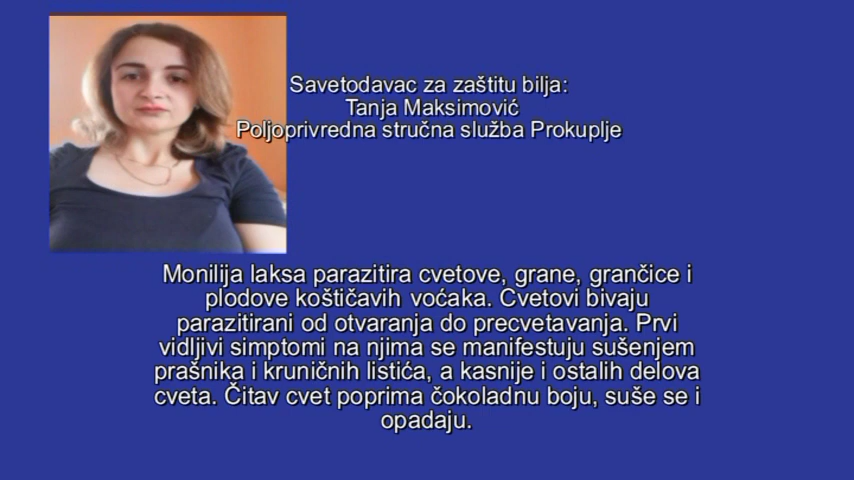 Savetodavac za zaštitu bilja:
Tanja Maksimović
Poljoprivredna stručna služba Prokuplje
Monilija laksa parazitira cvetove, grane, grančice i
plodove koštičavih voćaka. Cvetovi bivaju
parazitirani od otvaranja do precvetavanja. Prvi
vidljivi simptomi na njima se manifestuju sušenjem
prašnika i kruničnih listića, a kasnije i ostalih delova
cveta. Čitav cvet poprima čokoladnu boju, suše se i
opadaju.